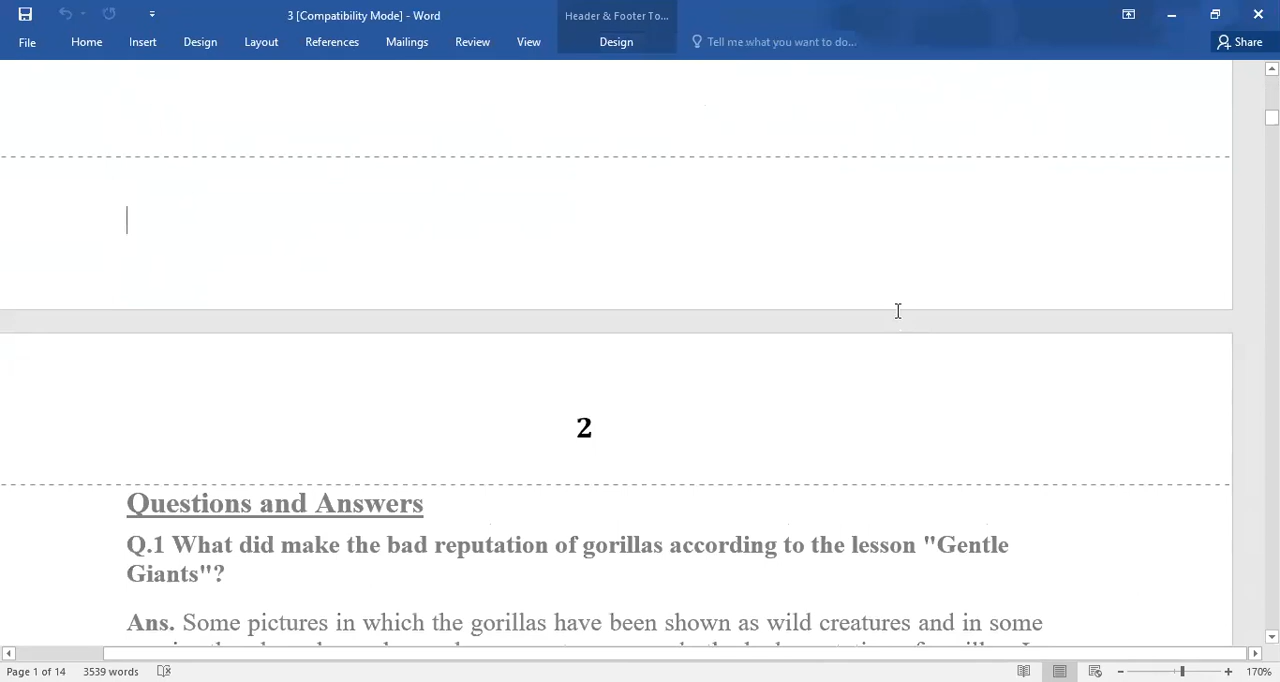 3 [Compatibility Mode] - Word
Header & Footer To...
File Home Insert Design Layout References Mailings Review View Design Tell me what you want to do... Share
2
Questions and Answers
Q.1 What did make the bad reputation of gorillas according to the lesson "Gentle
Giants"?
Ans. Some pictures in which the gorillas have been shown as wild creatures and in some
Page 1 of 14 3539 words 170%